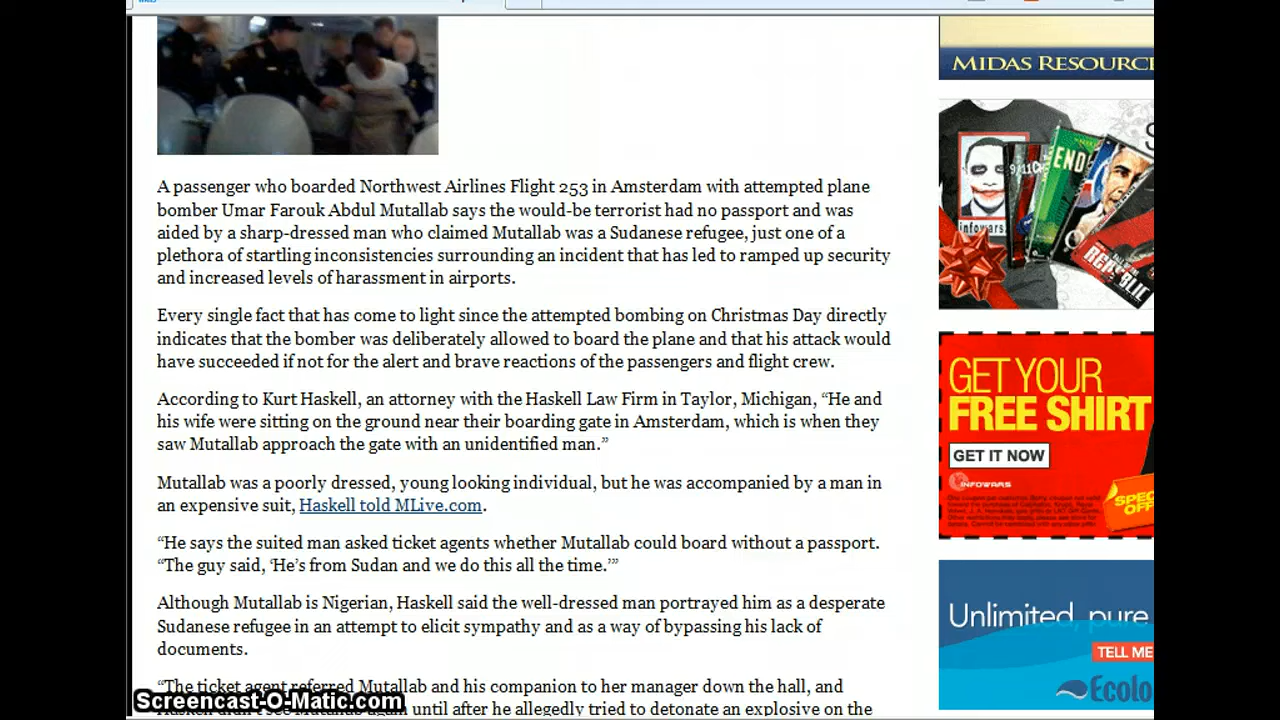 A passenger who boarded Northwest Airlines Flight 253 in Amsterdam with attempted plane
bomber Umar Farouk Abdul Mutallab says the would-be terrorist had no passport and was
aided by a sharp-dressed man who claimed Mutallab was a Sudanese refugee, just one of a
plethora of startling inconsistencies surrounding an incident that has led to ramped up security
and increased levels of harassment in airports.
Every single fact that has come to light since the attempted bombing on Christmas Day directly
indicates that the bomber was deliberately allowed to board the plane and that his attack would
have succeeded if not for the alert and brave reactions of the passengers and flight crew.
According to Kurt Haskell, an attorney with the Haskell Law Firm in Taylor, Michigan, “He and
his wife were sitting on the ground near their boarding gate in Amsterdam, which is when they
saw Mutallab approach the gate with an unidentified man.”
Mutallab was a poorly dressed, young looking individual, but he was accompanied by a man in
an expensive suit, Haskell told MLive.com.
“He says the suited man asked ticket agents whether Mutallab could board without a passport.
“The guy said, ‘He’s from Sudan and we do this all the time.’”
Although Mutallab is Nigerian, Haskell said the well-dressed man portrayed him as a desperate
Sudanese refugee in an attempt to elicit sympathy and as a way of bypassing his lack of
documents.
“The ticket agent referred Mutallab and his companion to her manager down the hall, and
until after he allegedly tried to detonate an explosive on the
Screencast-O-Matic.com
MIDAS RESOURC
infowars
END
REPUBLIC
GET YOUR
FREE SHIRT
GET IT NOW
INFOWARS
SPEC
OFF
Unlimited, pure
TELL ME
Ecolo